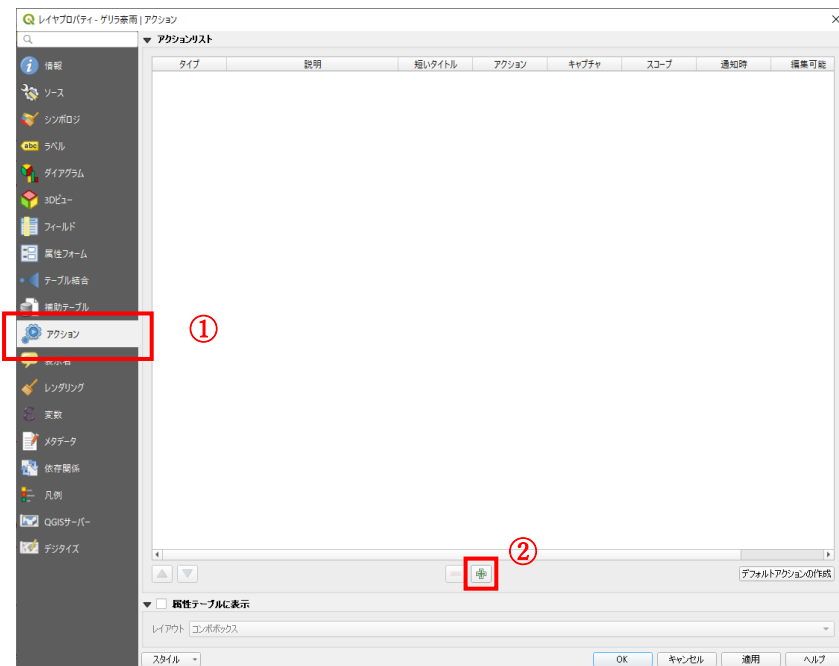 レイヤプロパティ - ゲリラ豪雨 | アクション
アクションリスト
情報
ソース
シンボロジ
abc ラベル
ダイアグラム
3Dビュー
フィールド
属性フォーム
テーブル結合
補助テーブル
アクション
表示名
レンダリング
変数
メタデータ
依存関係
凡例
QGISサーバー
デジタイズ
タイプ 説明 短いタイトル アクション キャプチャ スコープ 通知時 編集可能
①
②
デフォルトアクションの作成
属性テーブルに表示
レイアウト コンボボックス
スタイル OK キャンセル 適用 ヘルプ